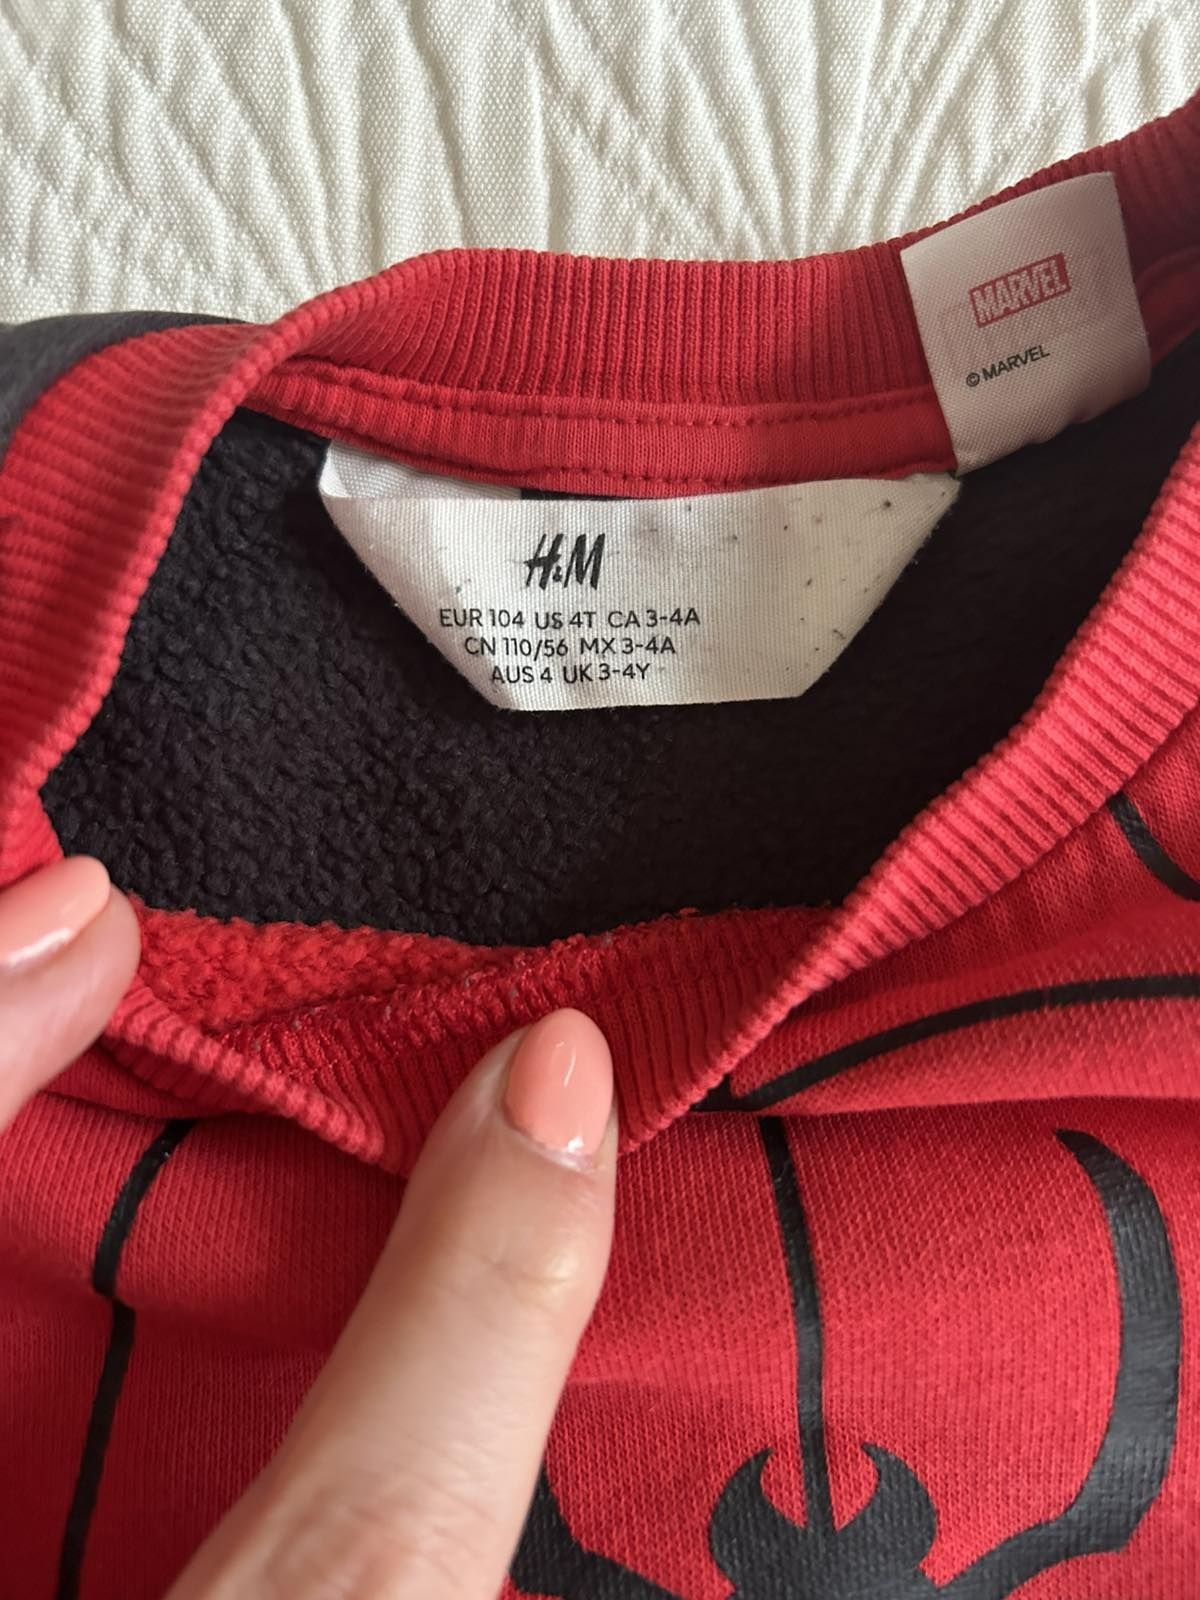 MARVEL
© MARVEL
H&M
EUR 104 US 4T CA 3-4A
CN 110/56 MX 3-4A
AUS 4 UK 3-4Y